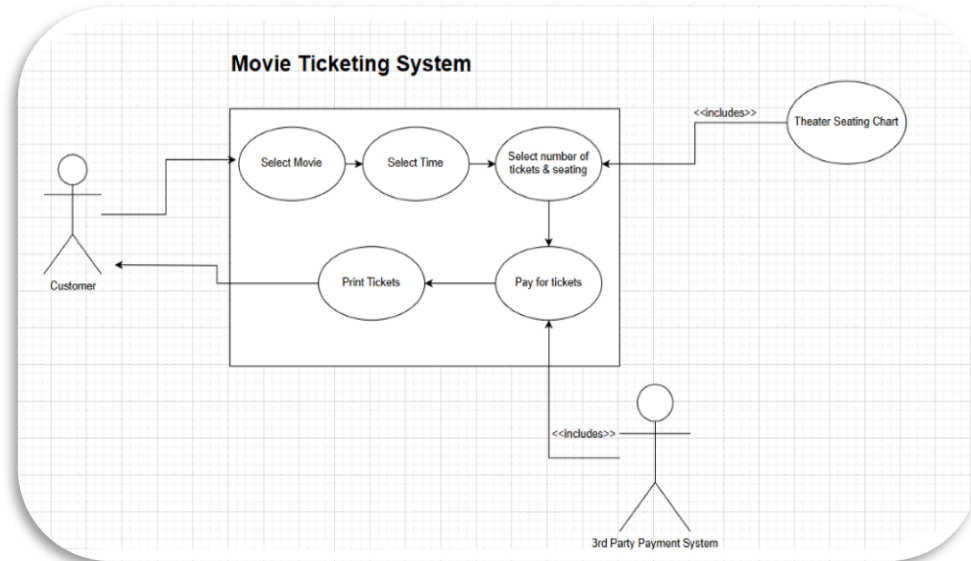 Movie Ticketing System
<<includes>>
Theater Seating Chart
Select Movie
Select Time
Select number of
tickets & seating
Customer
Print Tickets
Pay for tickets
<<includes>>
3rd Party Payment System